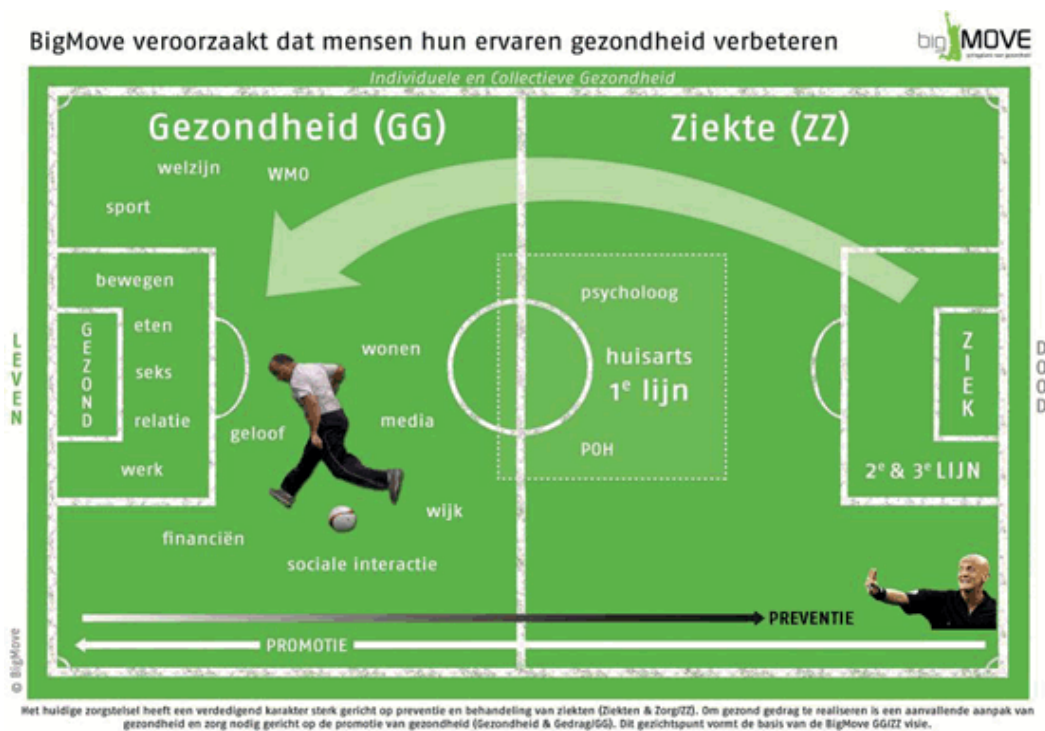 BigMove veroorzaakt dat mensen hun ervaren gezondheid verbeteren
big MOVE
Individuele en Collectieve Gezondheid
Gezondheid (GG)
Ziekte (ZZ)
welzijn
WMO
sport
bewegen
eten
seks
relatie
werk
GEZOND
LEVEN
geloof
wonen
media
wijk
financiën
sociale interactie
psycholoog
huisarts
1e lijn
POH
ZIEK
2e & 3e LIJN
DOOD
PREVENTIE
PROMOTIE
© BigMove
Het huidige zorgstelsel heeft een verdedigend karakter sterk gericht op preventie en behandeling van ziekten (Ziekten & Zorg/ZZ). Om gezond gedrag te realiseren is een aanvallende aanpak van
gezondheid en zorg nodig gericht op de promotie van gezondheid (Gezondheid & Gedrag/GG). Dit gezichtspunt vormt de basis van de BigMove GG/ZZ visie.